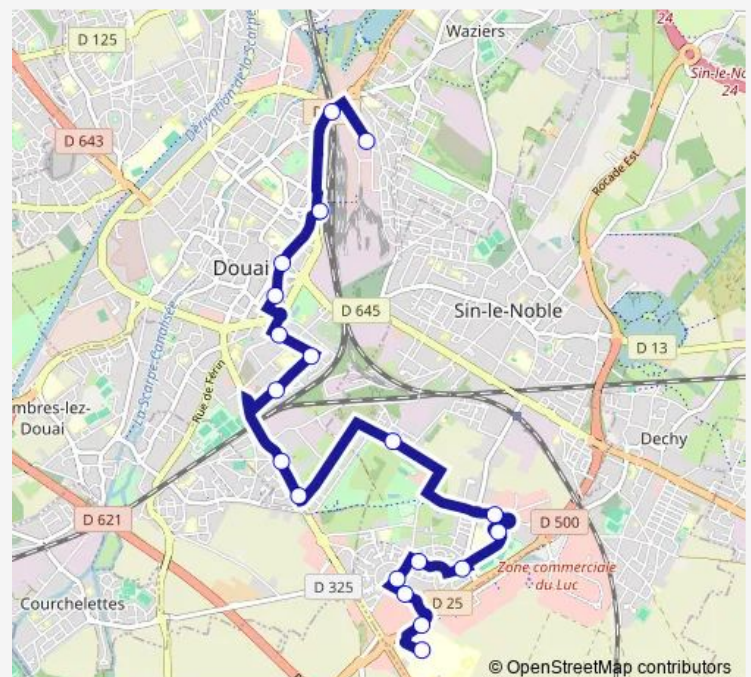 24
Waziers
D 125
Sin-le-No
24
Dérivation de la Scarpe
D 643
Rocade Est
Douai
D 645
Sin-le-Noble
D 13
La Scarpe Canalisée
Rue de Férin
mbres-lez-
Douai
Dechy
D 621
D 500
Zone commerciale
du Luc
D 325
D 25
Courchelettes
© OpenStreetMap contributors